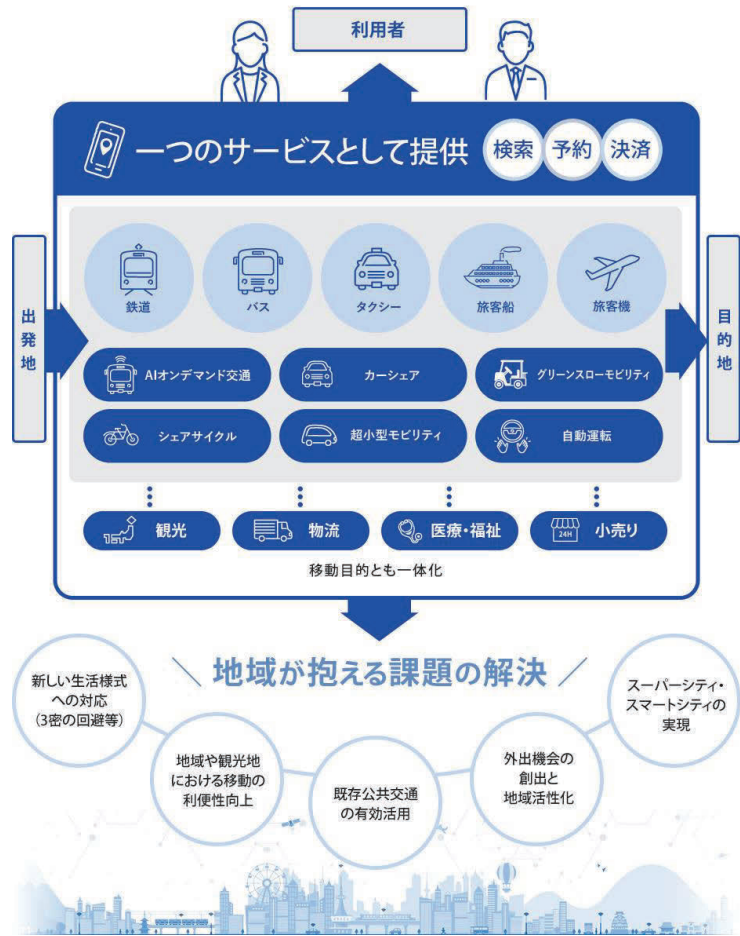 利用者
一つのサービスとして提供
検索
予約
決済
出発地
目的地
鉄道
バス
タクシー
旅客船
旅客機
AIオンデマンド交通
カーシェア
グリーンスローモビリティ
シェアサイクル
超小型モビリティ
自動運転
観光
物流
医療・福祉
24H
小売り
移動目的とも一体化
地域が抱える課題の解決
新しい生活様式
への対応
(3密の回避等)
地域や観光地
における移動の
利便性向上
既存公共交通
の有効活用
外出機会の
創出と
地域活性化
スーパーシティ・
スマートシティの
実現